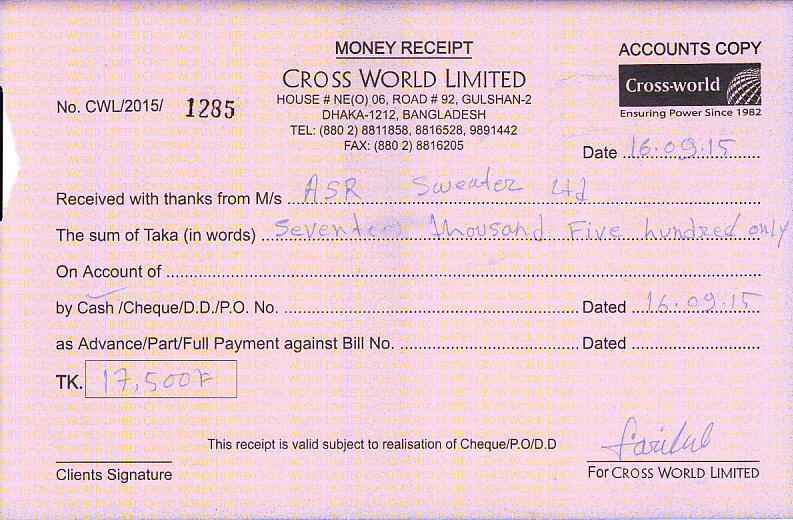 MONEY RECEIPT
ACCOUNTS COPY
CROSS WORLD LIMITED
Cross-world
Ensuring Power Since 1982
No. CWL/2015/ 1285
HOUSE # NE(O) 06, ROAD # 92, GULSHAN-2
DHAKA-1212, BANGLADESH
TEL: (880 2) 8811858, 8816528, 9891442
FAX: (880 2) 8816205
Date 16.09.15
Received with thanks from M/s ASR Sweater Ltd
The sum of Taka (in words) Seventeen thousand Five hundred only
On Account of
by Cash /Cheque/D.D./P.O. No. Dated 16.09.15
as Advance/Part/Full Payment against Bill No. Dated
TK. 17,500/-
This receipt is valid subject to realisation of Cheque/P.O/D.D
Faridul
Clients Signature
For CROSS WORLD LIMITED